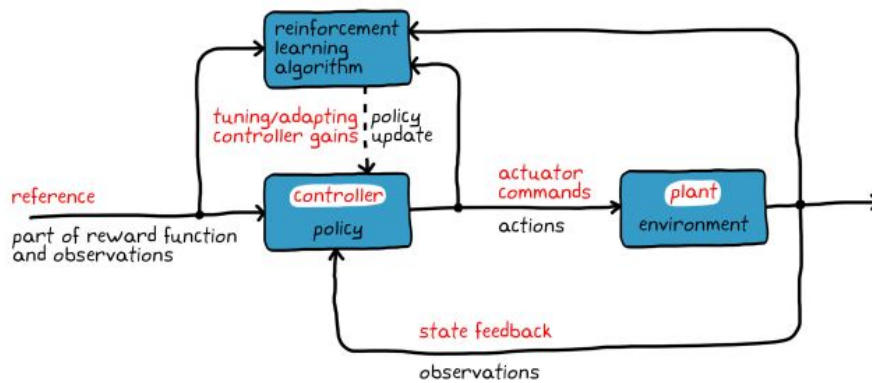 reinforcement
learning
algorithm
tuning/adapting
controller gains
policy
update
reference
part of reward function
and observations
controller
policy
actuator
commands
actions
plant
environment
state feedback
observations